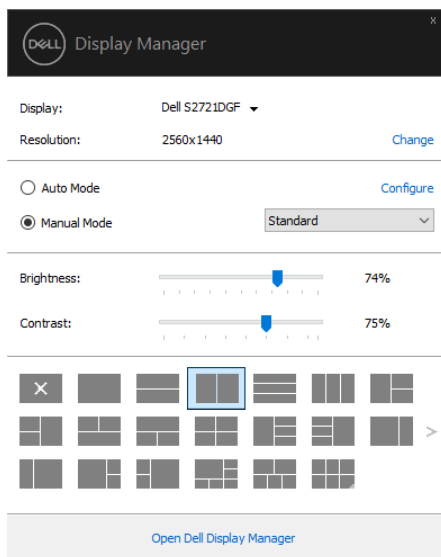 x
DELL Display Manager
Display: Dell S2721DGF
Resolution: 2560x1440 Change
Auto Mode Configure
Manual Mode Standard
Brightness: 74%
Contrast: 75%
Open Dell Display Manager